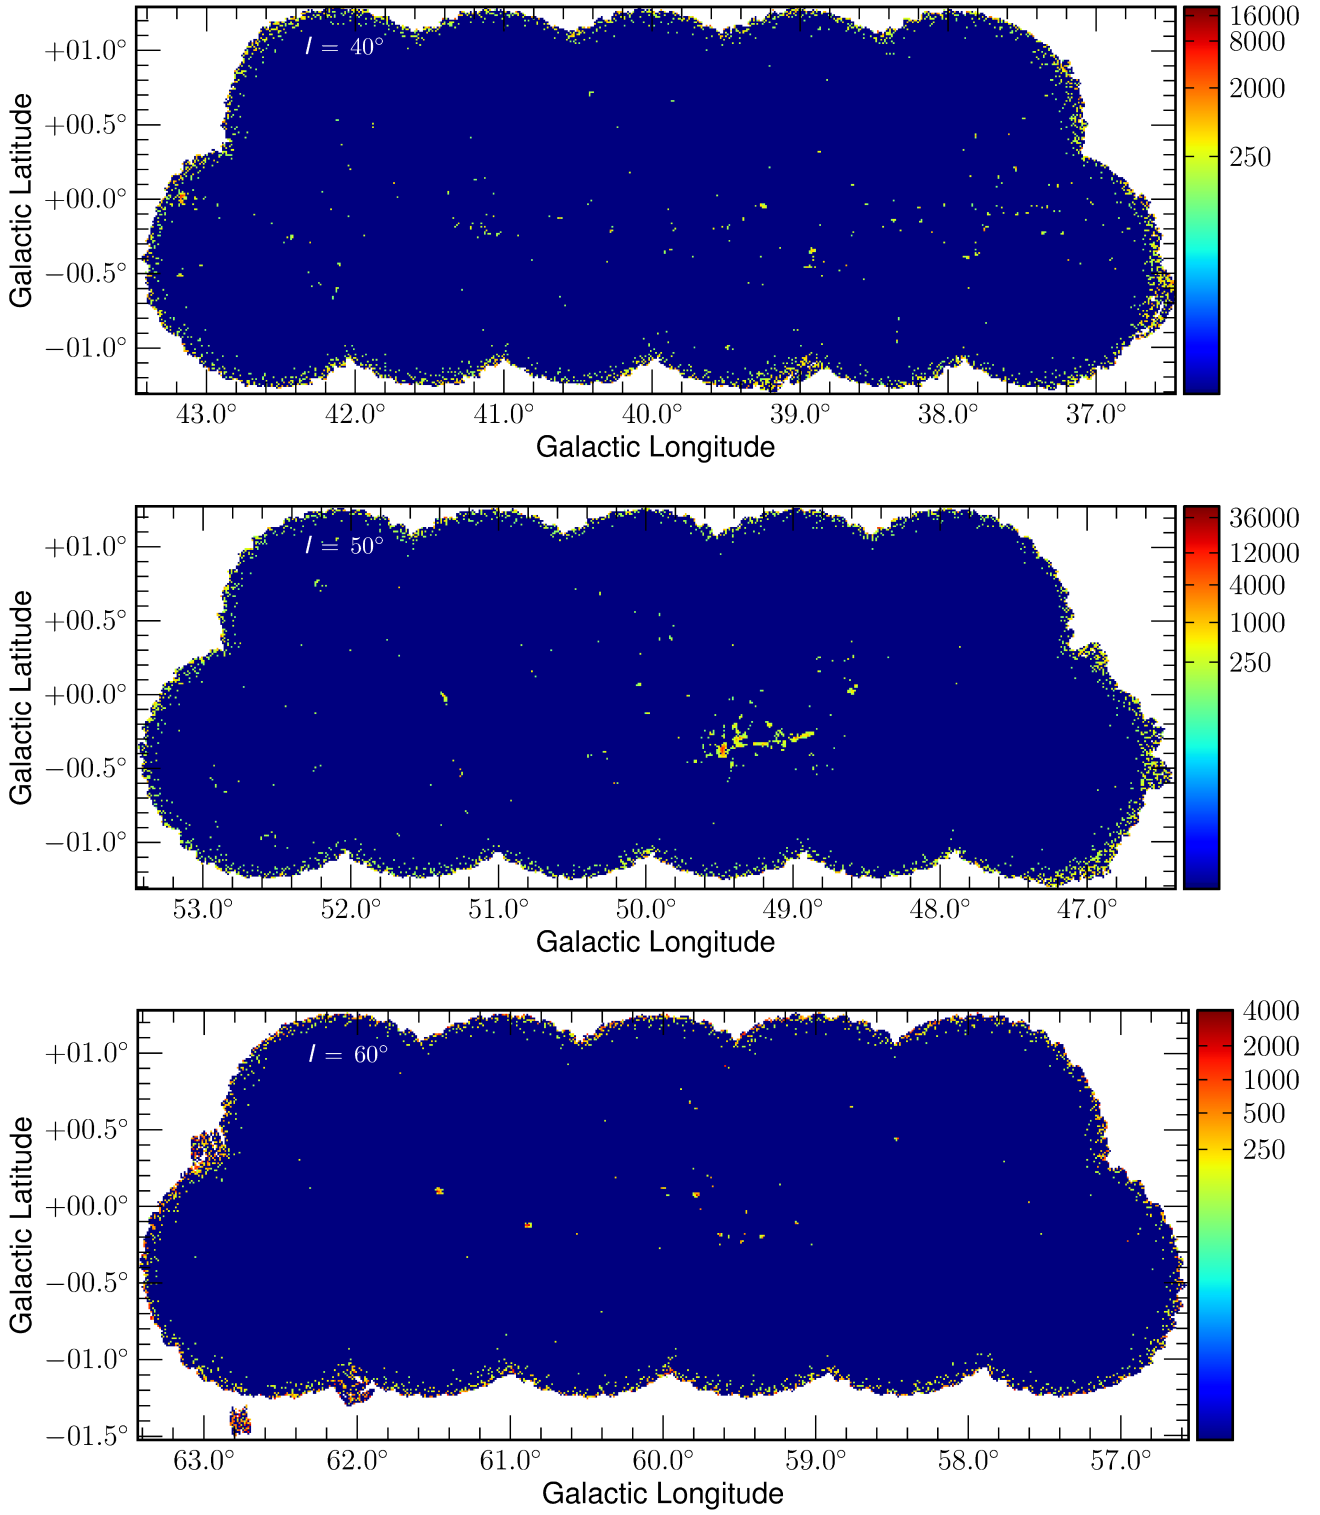 l = 40°
+01.0°
+00.5°
+00.0°
−00.5°
−01.0°
Galactic Latitude
43.0° 42.0° 41.0° 40.0° 39.0° 38.0° 37.0°
Galactic Longitude
16000
8000
2000
250
l = 50°
+01.0°
+00.5°
+00.0°
−00.5°
−01.0°
Galactic Latitude
53.0° 52.0° 51.0° 50.0° 49.0° 48.0° 47.0°
Galactic Longitude
36000
12000
4000
1000
250
l = 60°
+01.0°
+00.5°
+00.0°
−00.5°
−01.0°
−01.5°
Galactic Latitude
63.0° 62.0° 61.0° 60.0° 59.0° 58.0° 57.0°
Galactic Longitude
4000
2000
1000
500
250